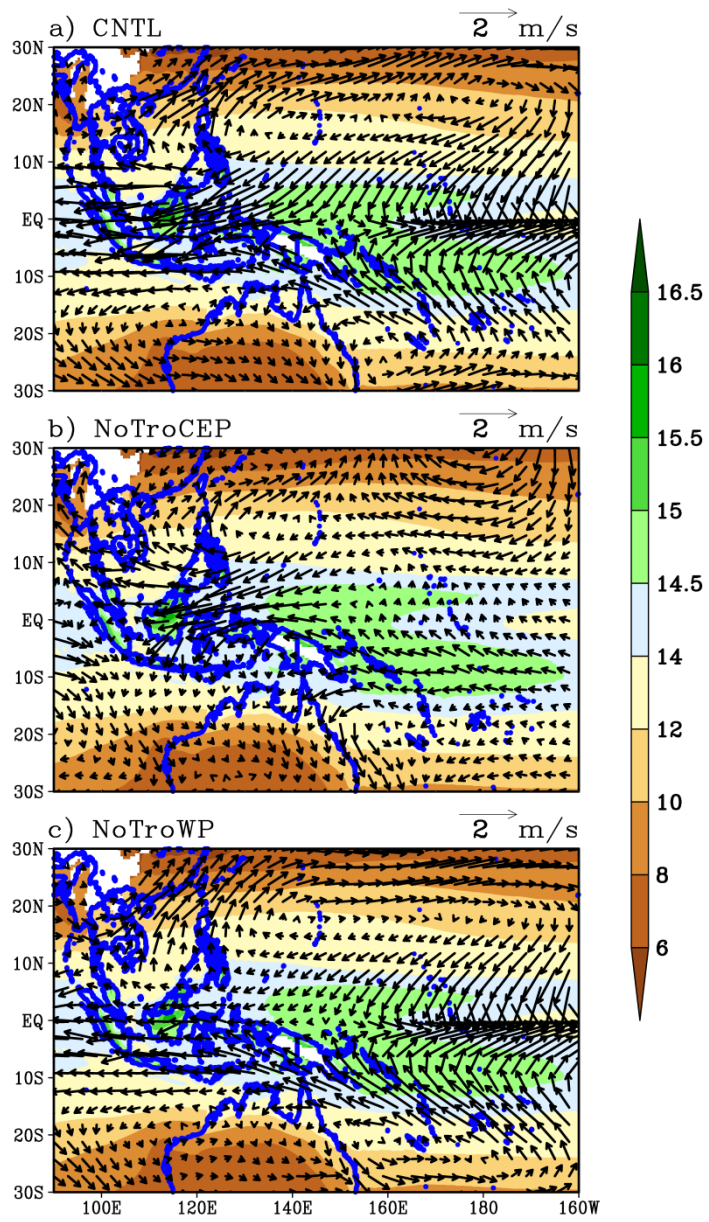 a) CNTL 2 m/s
30N
20N
10N
EQ
10S
20S
30S
b) NoTroCEP 2 m/s
30N
20N
10N
EQ
10S
20S
30S
c) NoTroWP 2 m/s
30N
20N
10N
EQ
10S
20S
30S
100E 120E 140E 160E 180 160W
16.5
16
15.5
15
14.5
14
12
10
8
6